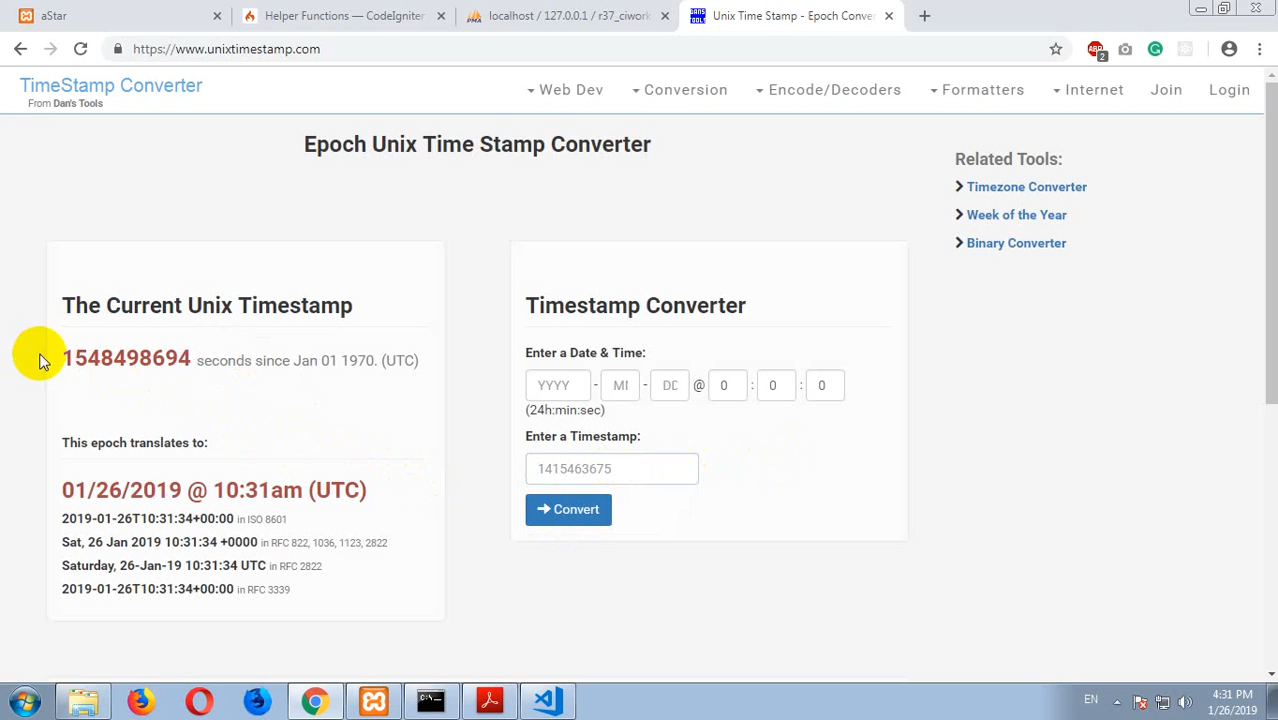 aStar
Helper Functions — CodeIgniter
localhost / 127.0.0.1 / r37_ciwork
Unix Time Stamp - Epoch Conver
https://www.unixtimestamp.com
2
TimeStamp Converter
From Dan's Tools
Web Dev
Conversion
Encode/Decoders
Formatters
Internet
Join
Login
Epoch Unix Time Stamp Converter
Related Tools:
Timezone Converter
Week of the Year
Binary Converter
The Current Unix Timestamp
1548498694 seconds since Jan 01 1970. (UTC)
This epoch translates to:
01/26/2019 @ 10:31am (UTC)
2019-01-26T10:31:34+00:00 in ISO 8601
Sat, 26 Jan 2019 10:31:34 +0000 in RFC 822, 1036, 1123, 2822
Saturday, 26-Jan-19 10:31:34 UTC in RFC 2822
2019-01-26T10:31:34+00:00 in RFC 3339
Timestamp Converter
Enter a Date & Time:
YYYY - MM - DD @ 0 : 0 : 0
(24h:min:sec)
Enter a Timestamp:
1415463675
Convert
EN
4:31 PM
1/26/2019